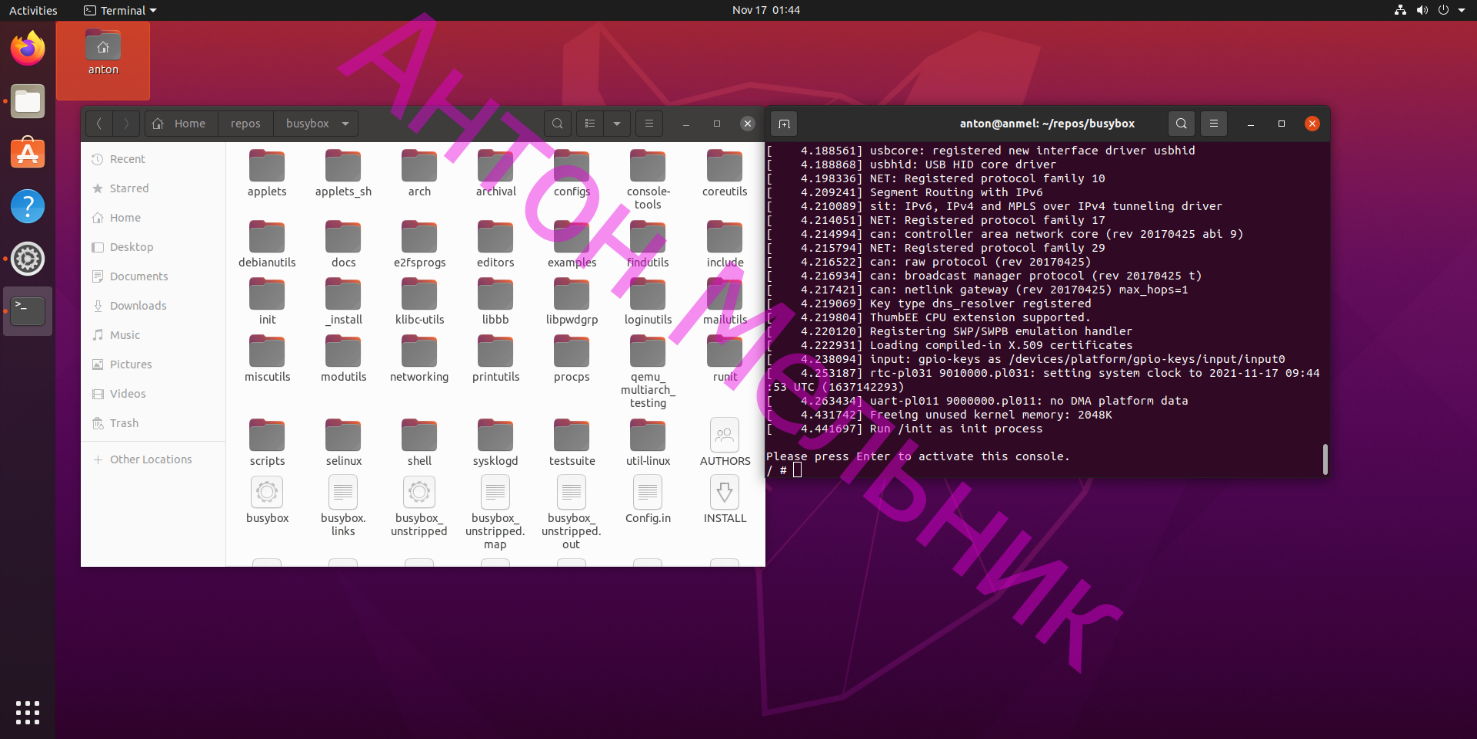 Activities
Terminal
Nov 17 01:44
anton
Home
repos
busybox
Recent
Starred
Home
Desktop
Documents
Downloads
Music
Pictures
Videos
Trash
Other Locations
applets
applets_sh
arch
archival
configs
console-
tools
coreutils
debianutils
docs
e2fsprogs
editors
examples
findutils
include
init
_install
klibc-utils
libbb
libpwdgrp
loginutils
mailutils
miscutils
modutils
networking
printutils
procps
qemu_
multiarch_
testing
runit
scripts
selinux
shell
sysklogd
testsuite
util-linux
AUTHORS
busybox
busybox.
links
busybox_
unstripped
busybox_
unstripped.
map
busybox_
unstripped.
out
Config.in
INSTALL
anton@anmel: ~/repos/busybox
[    4.188561] usbcore: registered new interface driver usbhid
[    4.188868] usbhid: USB HID core driver
[    4.198336] NET: Registered protocol family 10
[    4.209241] Segment Routing with IPv6
[    4.210089] sit: IPv6, IPv4 and MPLS over IPv4 tunneling driver
[    4.214051] NET: Registered protocol family 17
[    4.214994] can: controller area network core (rev 20170425 abi 9)
[    4.215794] NET: Registered protocol family 29
[    4.216522] can: raw protocol (rev 20170425)
[    4.216934] can: broadcast manager protocol (rev 20170425 t)
[    4.217421] can: netlink gateway (rev 20170425) max_hops=1
[    4.219069] Key type dns_resolver registered
[    4.219804] ThumbEE CPU extension supported.
[    4.220120] Registering SWP/SWPB emulation handler
[    4.222931] Loading compiled-in X.509 certificates
[    4.238094] input: gpio-keys as /devices/platform/gpio-keys/input/input0
[    4.253187] rtc-pl031 9010000.pl031: setting system clock to 2021-11-17 09:44
:53 UTC (1637142293)
[    4.263434] uart-pl011 9000000.pl011: no DMA platform data
[    4.431742] Freeing unused kernel memory: 2048K
[    4.441697] Run /init as init process
Please press Enter to activate this console.
/ #
АНТОН МЕЛЬНИК